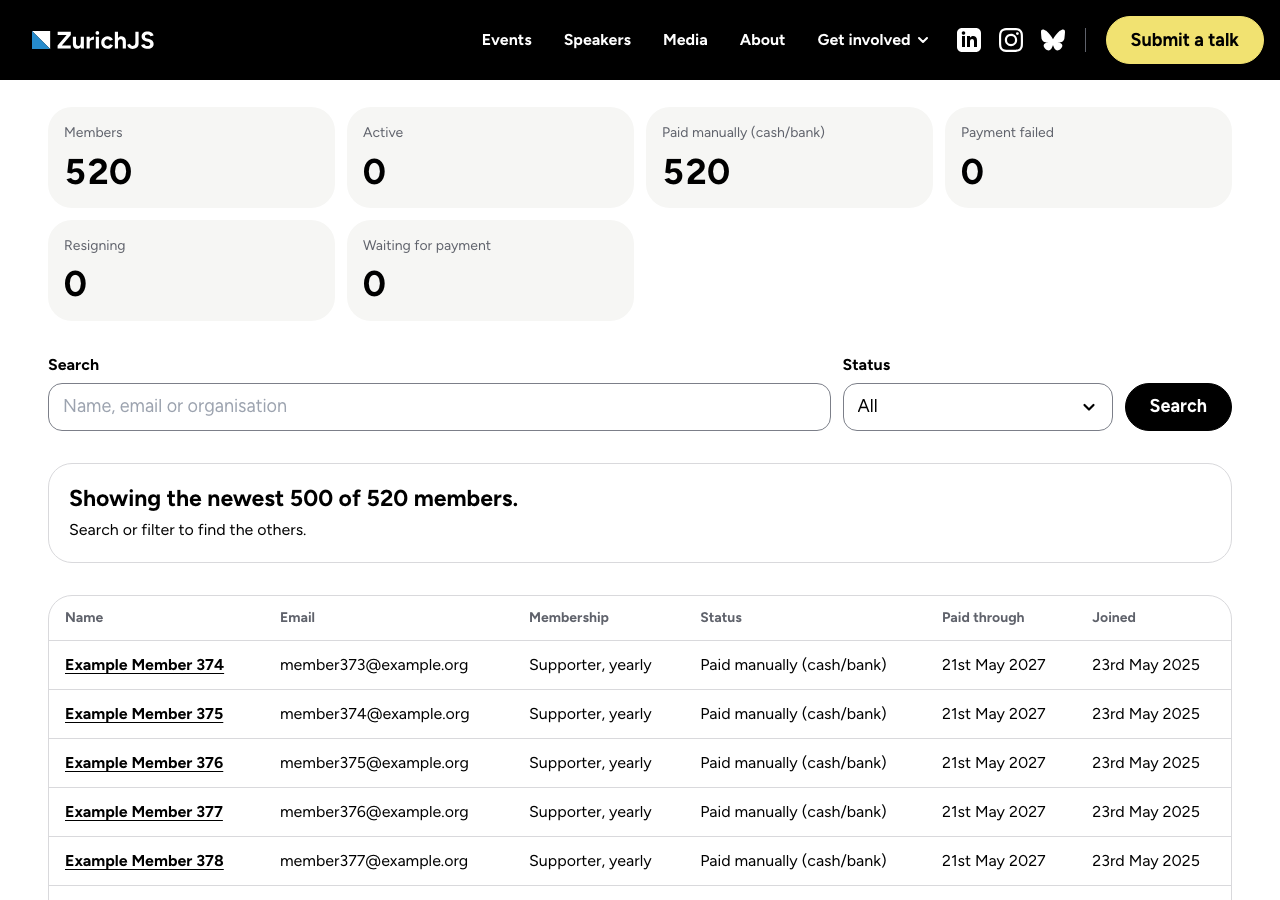 ZurichJS Events Speakers Media About Get involved Submit a talk
Members Active Paid manually (cash/bank) Payment failed
520 0 520 0
Resigning Waiting for payment
0 0
Search Status
Name, email or organisation All Search
Showing the newest 500 of 520 members.
Search or filter to find the others.
Name Email Membership Status Paid through Joined
Example Member 374 member373@example.org Supporter, yearly Paid manually (cash/bank) 21st May 2027 23rd May 2025
Example Member 375 member374@example.org Supporter, yearly Paid manually (cash/bank) 21st May 2027 23rd May 2025
Example Member 376 member375@example.org Supporter, yearly Paid manually (cash/bank) 21st May 2027 23rd May 2025
Example Member 377 member376@example.org Supporter, yearly Paid manually (cash/bank) 21st May 2027 23rd May 2025
Example Member 378 member377@example.org Supporter, yearly Paid manually (cash/bank) 21st May 2027 23rd May 2025